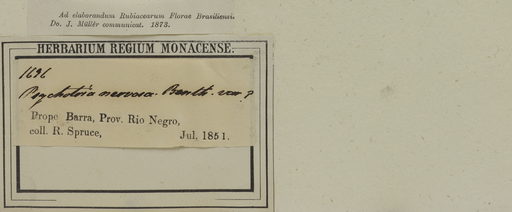 Ad elaborandum Rubiacearum Florae Brasiliensi.
Do. J. Müller communicat. 1873.
HERBARIUM REGIUM MONACENSE.
1696
Psychotria nervosa. Benth. var?
Prope Barra, Prov. Rio Negro,
coll. R. Spruce, Jul. 1851.